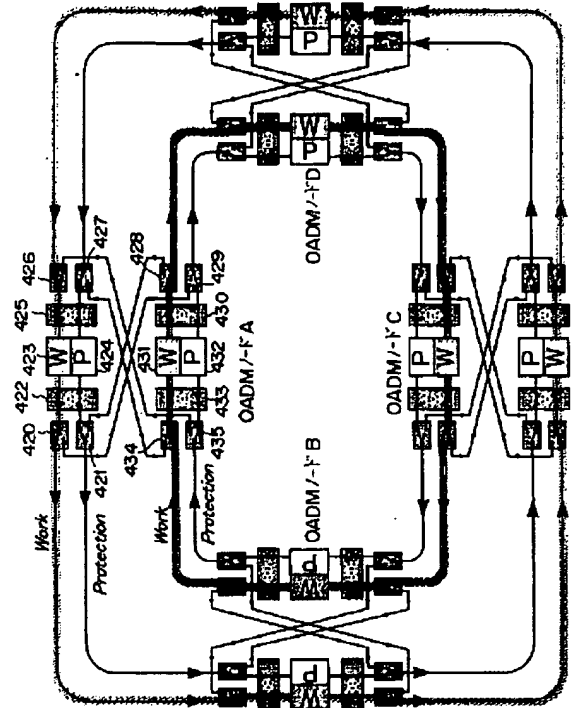 W
P
W
P
OADMノードD
426
427
425
428
429
423
W
P
424
430
431
W
P
432
OADMノードA
422
433
420
421
434
435
Work
Protection
Work
Protection
P
W
OADMノードC
P
W
OADMノードB
P
W
P
W